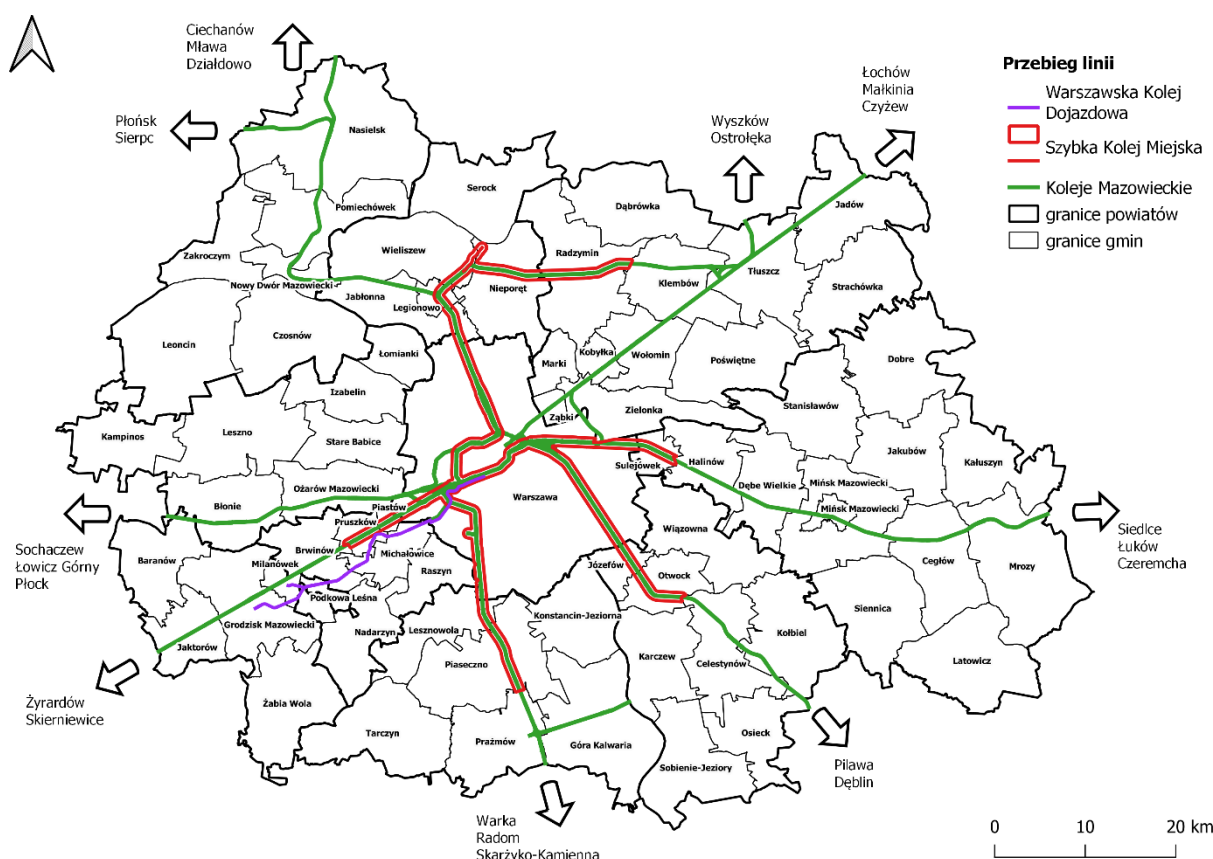 Ciechanów
Mława
Działdowo
Płońsk
Sierpc
Wyszków
Ostrołęka
Łochów
Małkinia
Czyżew
Przebieg linii
Warszawska Kolej
Dojazdowa
Szybka Kolej Miejska
Koleje Mazowieckie
granice powiatów
granice gmin
Nasielsk
Serock
Pomiechówek
Dąbrówka
Jadów
Zakroczym
Wieliszew
Radzymin
Nowy Dwór Mazowiecki
Jabłonna
Legionowo
Nieporęt
Klembów
Tłuszcz
Strachówka
Leoncin
Czosnów
Łomianki
Marki
Kobyłka
Wołomin
Poświętne
Dobre
Izabelin
Ząbki
Zielonka
Stanisławów
Kampinos
Leszno
Stare Babice
Sulejówek
Halinów
Jakubów
Kałuszyn
Dębe Wielkie
Mińsk Mazowiecki
Mińsk Mazowiecki
Błonie
Ożarów Mazowiecki
Piastów
Warszawa
Wiązowna
Pruszków
Brwinów
Michałowice
Raszyn
Baranów
Milanówek
Podkowa Leśna
Józefów
Otwock
Cegłów
Mrozy
Siennica
Grodzisk Mazowiecki
Nadarzyn
Lesznowola
Konstancin-Jeziorna
Kołbiel
Jaktorów
Piaseczno
Karczew
Celestynów
Latowicz
Żabia Wola
Tarczyn
Prażmów
Góra Kalwaria
Osieck
Sobienie-Jeziory
Sochaczew
Łowicz Górny
Płock
Żyrardów
Skierniewice
Siedlce
Łuków
Czeremcha
Pilawa
Dęblin
Warka
Radom
Skarżyko-Kamienna
0 10 20 km